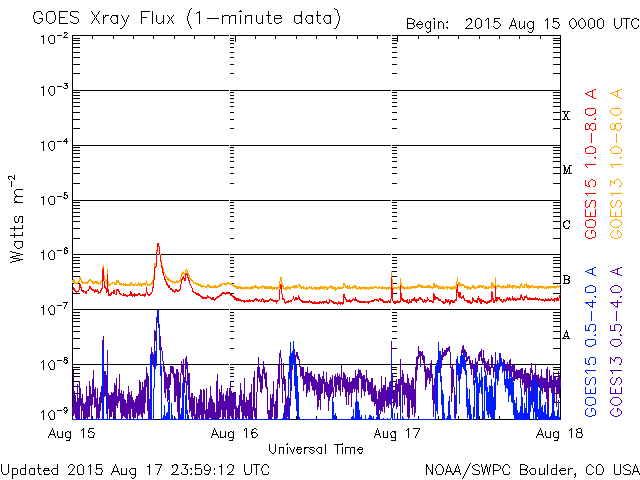 GOES Xray Flux (1-minute data)
Begin: 2015 Aug 15 0000 UTC
10-2
10-3
10-4
10-5
10-6
10-7
10-8
10-9
Watts m-2
X
M
C
B
A
GOES15 1.0-8.0 A
GOES13 1.0-8.0 A
GOES15 0.5-4.0 A
GOES13 0.5-4.0 A
Aug 15
Aug 16
Aug 17
Aug 18
Universal Time
Updated 2015 Aug 17 23:59:12 UTC
NOAA/SWPC Boulder, CO USA